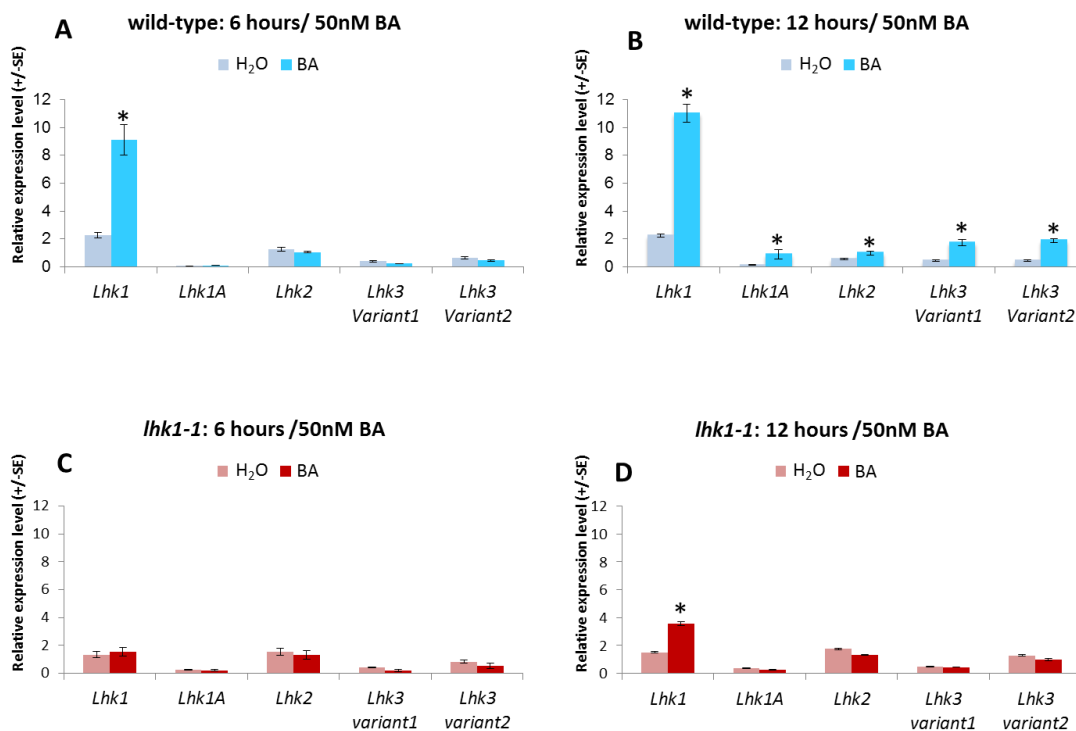 A
wild-type: 6 hours/ 50nM BA
H₂O BA
Relative expression level (+/-SE)
12
10
8
6
4
2
0
*
Lhk1 Lhk1A Lhk2 Lhk3 Lhk3
Variant1 Variant2
B
wild-type: 12 hours/ 50nM BA
H₂O BA
Relative expression level (+/-SE)
12
10
8
6
4
2
0
* * * * *
Lhk1 Lhk1A Lhk2 Lhk3 Lhk3
Variant1 Variant2
lhk1-1: 6 hours /50nM BA
C
H₂O BA
Relative expression level (+/-SE)
12
10
8
6
4
2
0
Lhk1 Lhk1A Lhk2 Lhk3 Lhk3
variant1 variant2
lhk1-1: 12 hours /50nM BA
D
H₂O BA
Relative expression level (+/-SE)
12
10
8
6
4
2
0
*
Lhk1 Lhk1A Lhk2 Lhk3 Lhk3
variant1 variant2